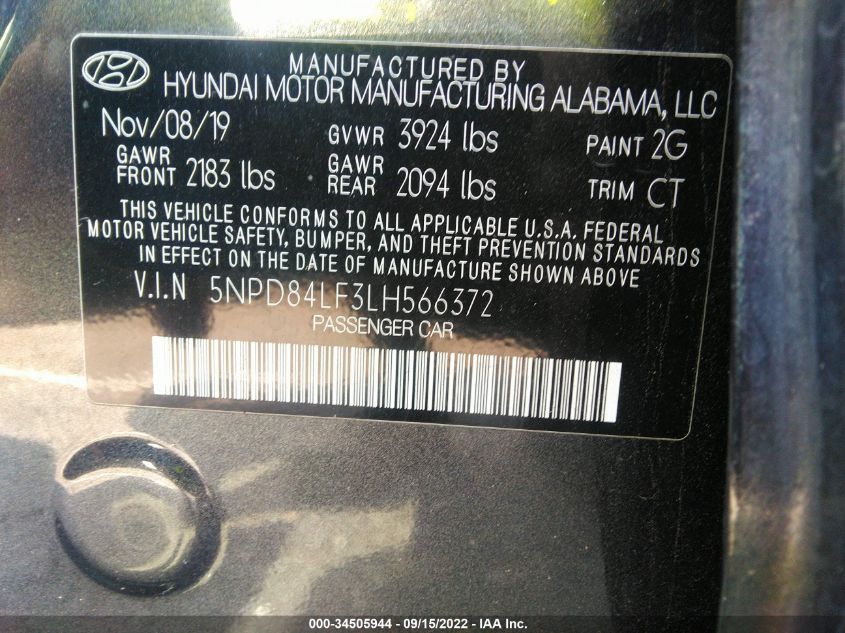 MANUFACTURED BY
HYUNDAI MOTOR MANUFACTURING ALABAMA, LLC
Nov/08/19 GVWR 3924 lbs PAINT 2G
GAWR FRONT 2183 lbs GAWR REAR 2094 lbs TRIM CT
THIS VEHICLE CONFORMS TO ALL APPLICABLE U.S.A. FEDERAL
MOTOR VEHICLE SAFETY, BUMPER, AND THEFT PREVENTION STANDARDS
IN EFFECT ON THE DATE OF MANUFACTURE SHOWN ABOVE
V.I.N 5NPD84LF3LH566372
PASSENGER CAR
000-34505944 - 09/15/2022 - IAA Inc.